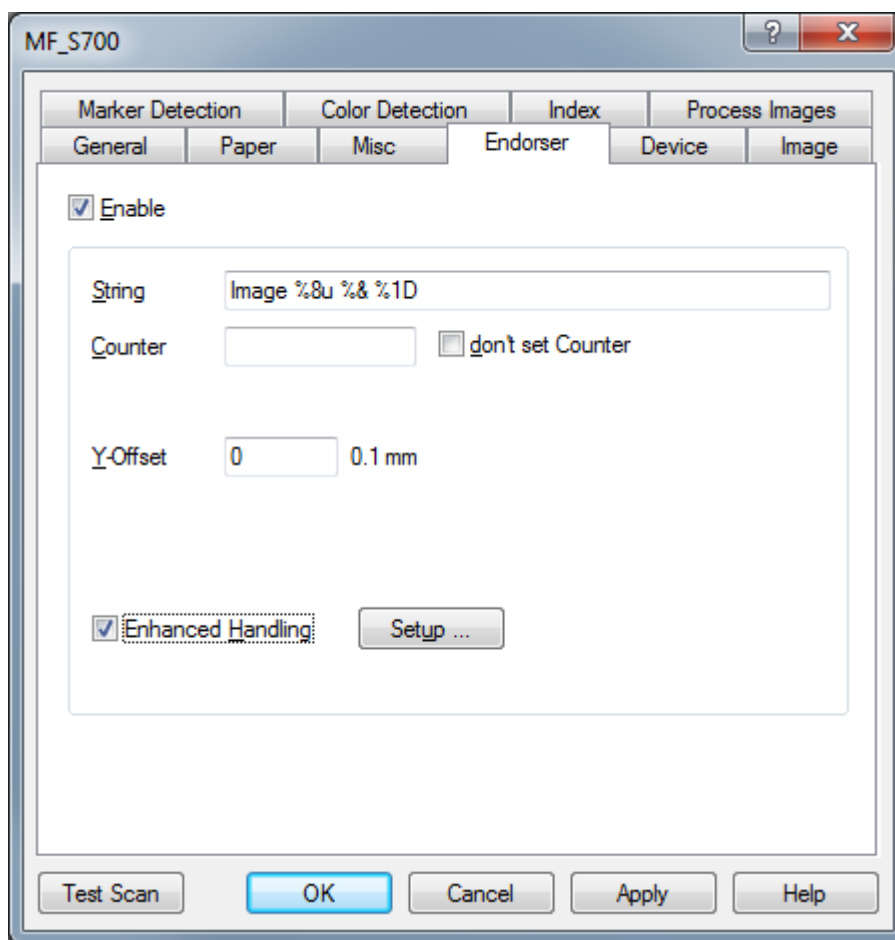 MF_S700
Marker Detection Color Detection Index Process Images
General Paper Misc Endorser Device Image
Enable
String Image %8u %& %1D
Counter don't set Counter
Y-Offset 0 0.1 mm
Enhanced Handling Setup ...
Test Scan OK Cancel Apply Help